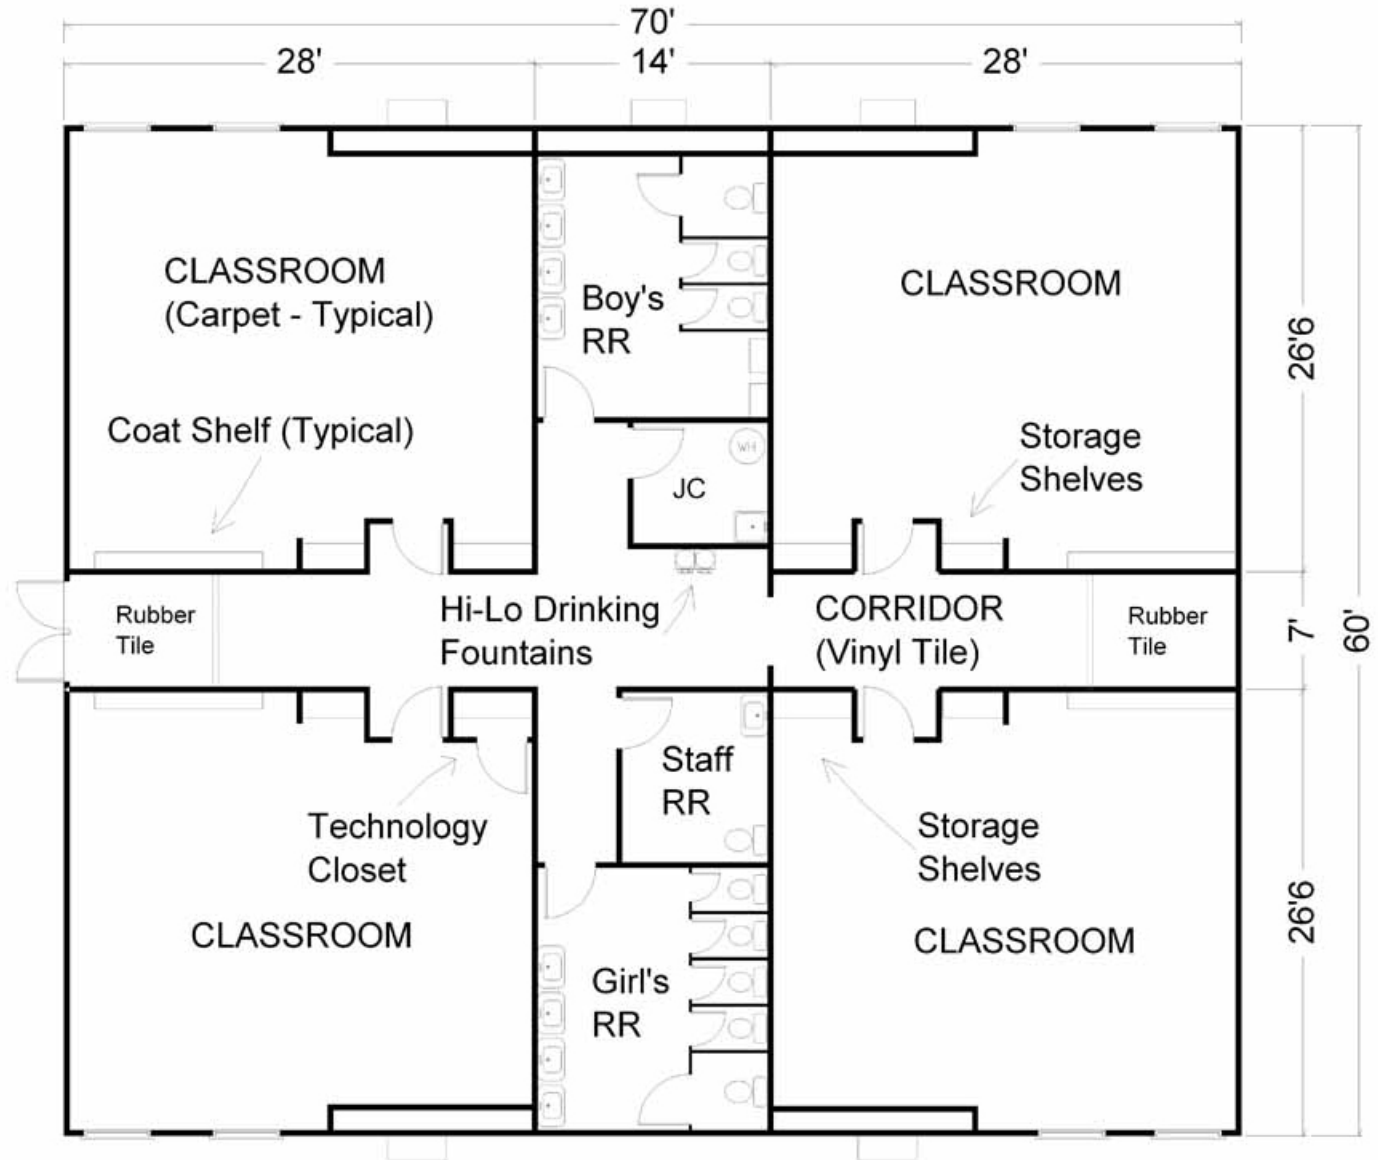 70'
28'
14'
28'
CLASSROOM
(Carpet - Typical)
Boy's
RR
CLASSROOM
26'6
Coat Shelf (Typical)
Storage
Shelves
WH
JC
Rubber
Tile
Hi-Lo Drinking
Fountains
CORRIDOR
(Vinyl Tile)
Rubber
Tile
7'
60'
Staff
RR
Technology
Closet
Storage
Shelves
CLASSROOM
CLASSROOM
26'6
Girl's
RR